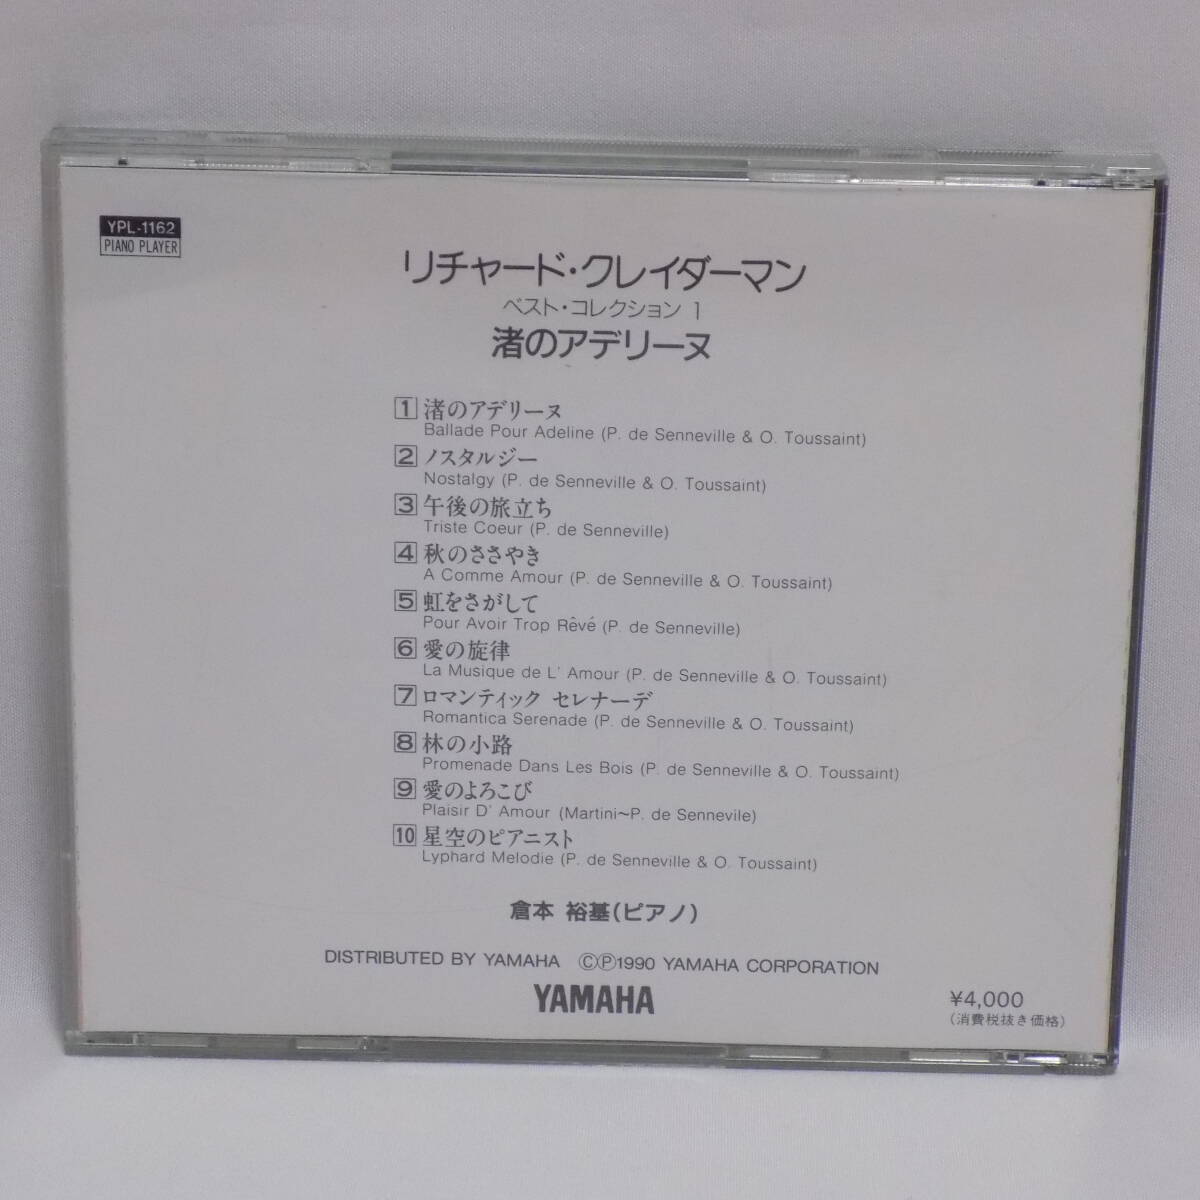 YPL-1162
PIANO PLAYER
リチャード・クレイダーマン
ベスト・コレクション 1
渚のアデリーヌ
1 渚のアデリーヌ
Ballade Pour Adeline (P. de Senneville & O. Toussaint)
2 ノスタルジー
Nostalgy (P. de Senneville & O. Toussaint)
3 午後の旅立ち
Triste Coeur (P. de Senneville)
4 秋のささやき
A Comme Amour (P. de Senneville & O. Toussaint)
5 虹をさがして
Pour Avoir Trop Rêvé (P. de Senneville)
6 愛の旋律
La Musique de L' Amour (P. de Senneville & O. Toussaint)
7 ロマンティック セレナーデ
Romantica Serenade (P. de Senneville & O. Toussaint)
8 林の小路
Promenade Dans Les Bois (P. de Senneville & O. Toussaint)
9 愛のよろこび
Plaisir D' Amour (Martini~P. de Sennevile)
10 星空のピアニスト
Lyphard Melodie (P. de Senneville & O. Toussaint)
倉本 裕基(ピアノ)
DISTRIBUTED BY YAMAHA ⒸⓅ1990 YAMAHA CORPORATION
YAMAHA
¥4,000
(消費税抜き価格)